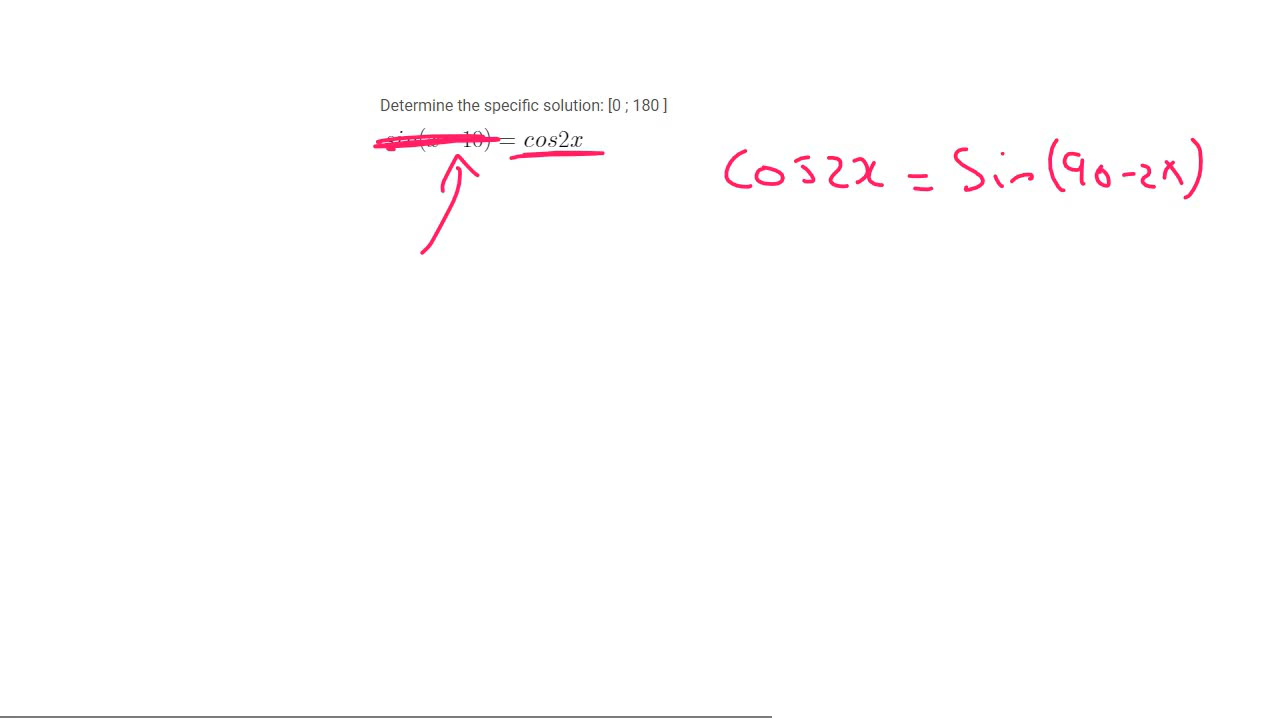 Determine the specific solution: [0 ; 180 ]
= cos2x
cos2x = Sin(90-2x)